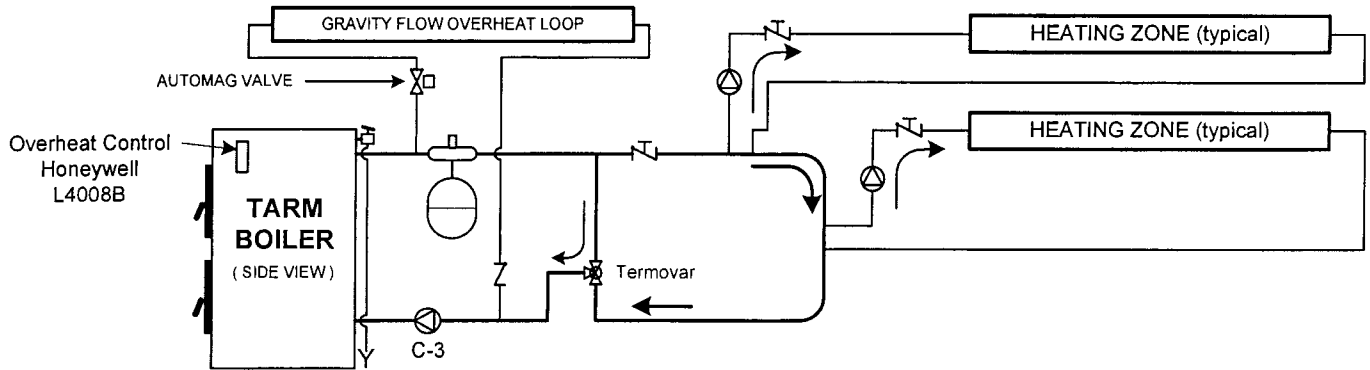 GRAVITY FLOW OVERHEAT LOOP
HEATING ZONE (typical)
AUTOMAG VALVE
HEATING ZONE (typical)
Overheat Control
Honeywell
L4008B
TARM
BOILER
( SIDE VIEW )
Termovar
C-3